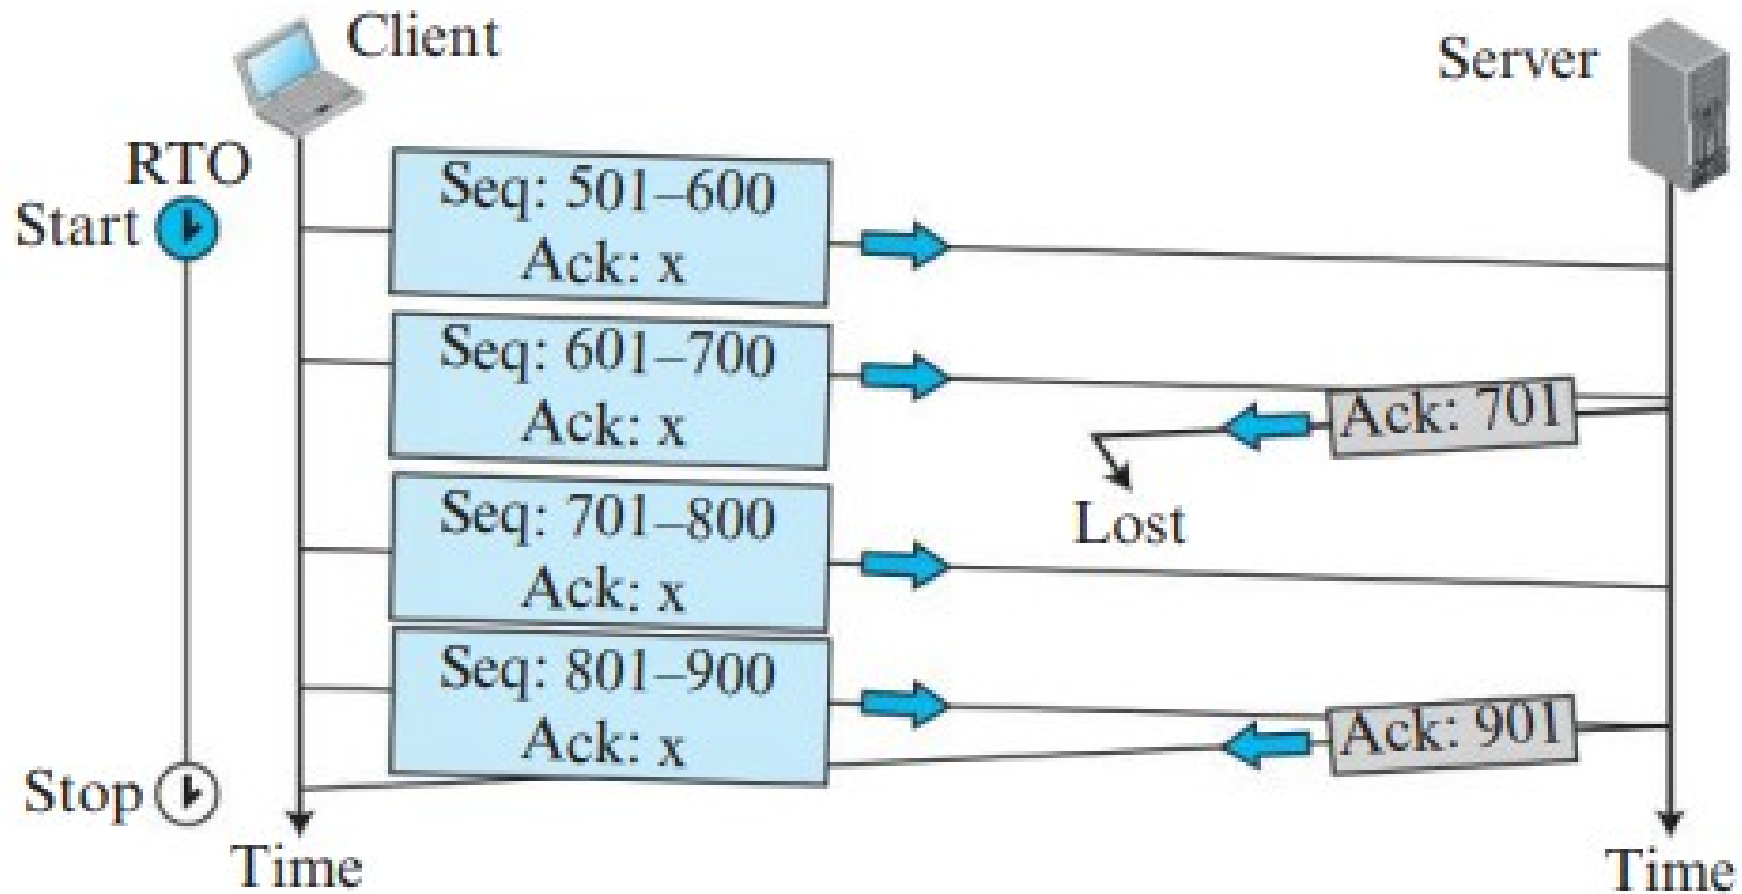 Client
Server
RTO
Start
Seq: 501–600
Ack: x
Seq: 601–700
Ack: x
Ack: 701
Lost
Seq: 701–800
Ack: x
Seq: 801–900
Ack: x
Ack: 901
Stop
Time
Time